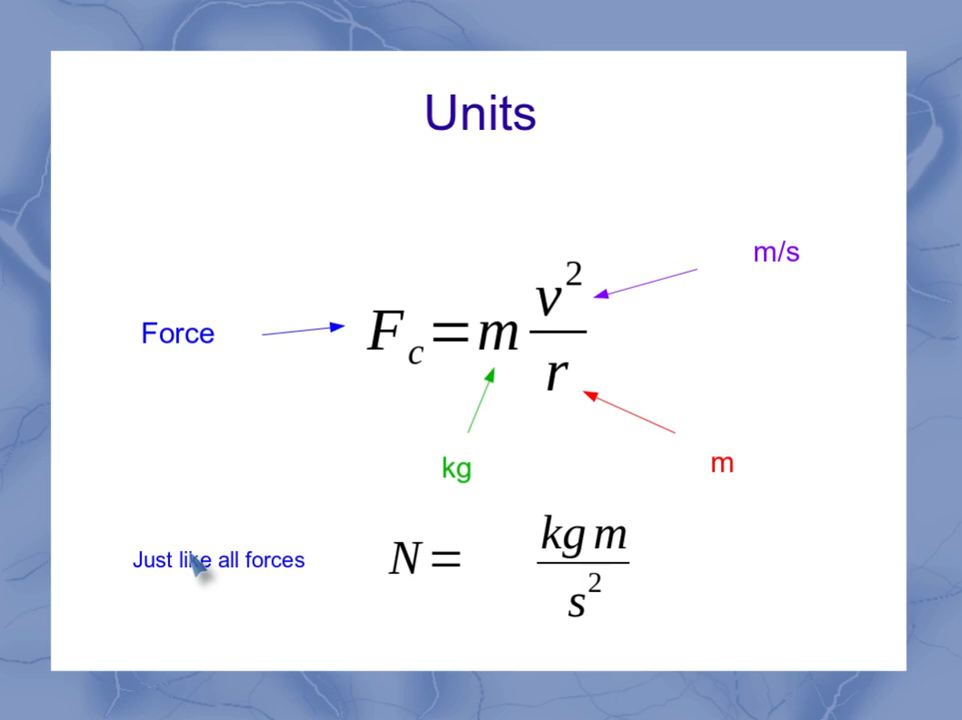 Units
m/s
Force
F_c = m v²/r
kg
m
Just like all forces
N = kg m/s²